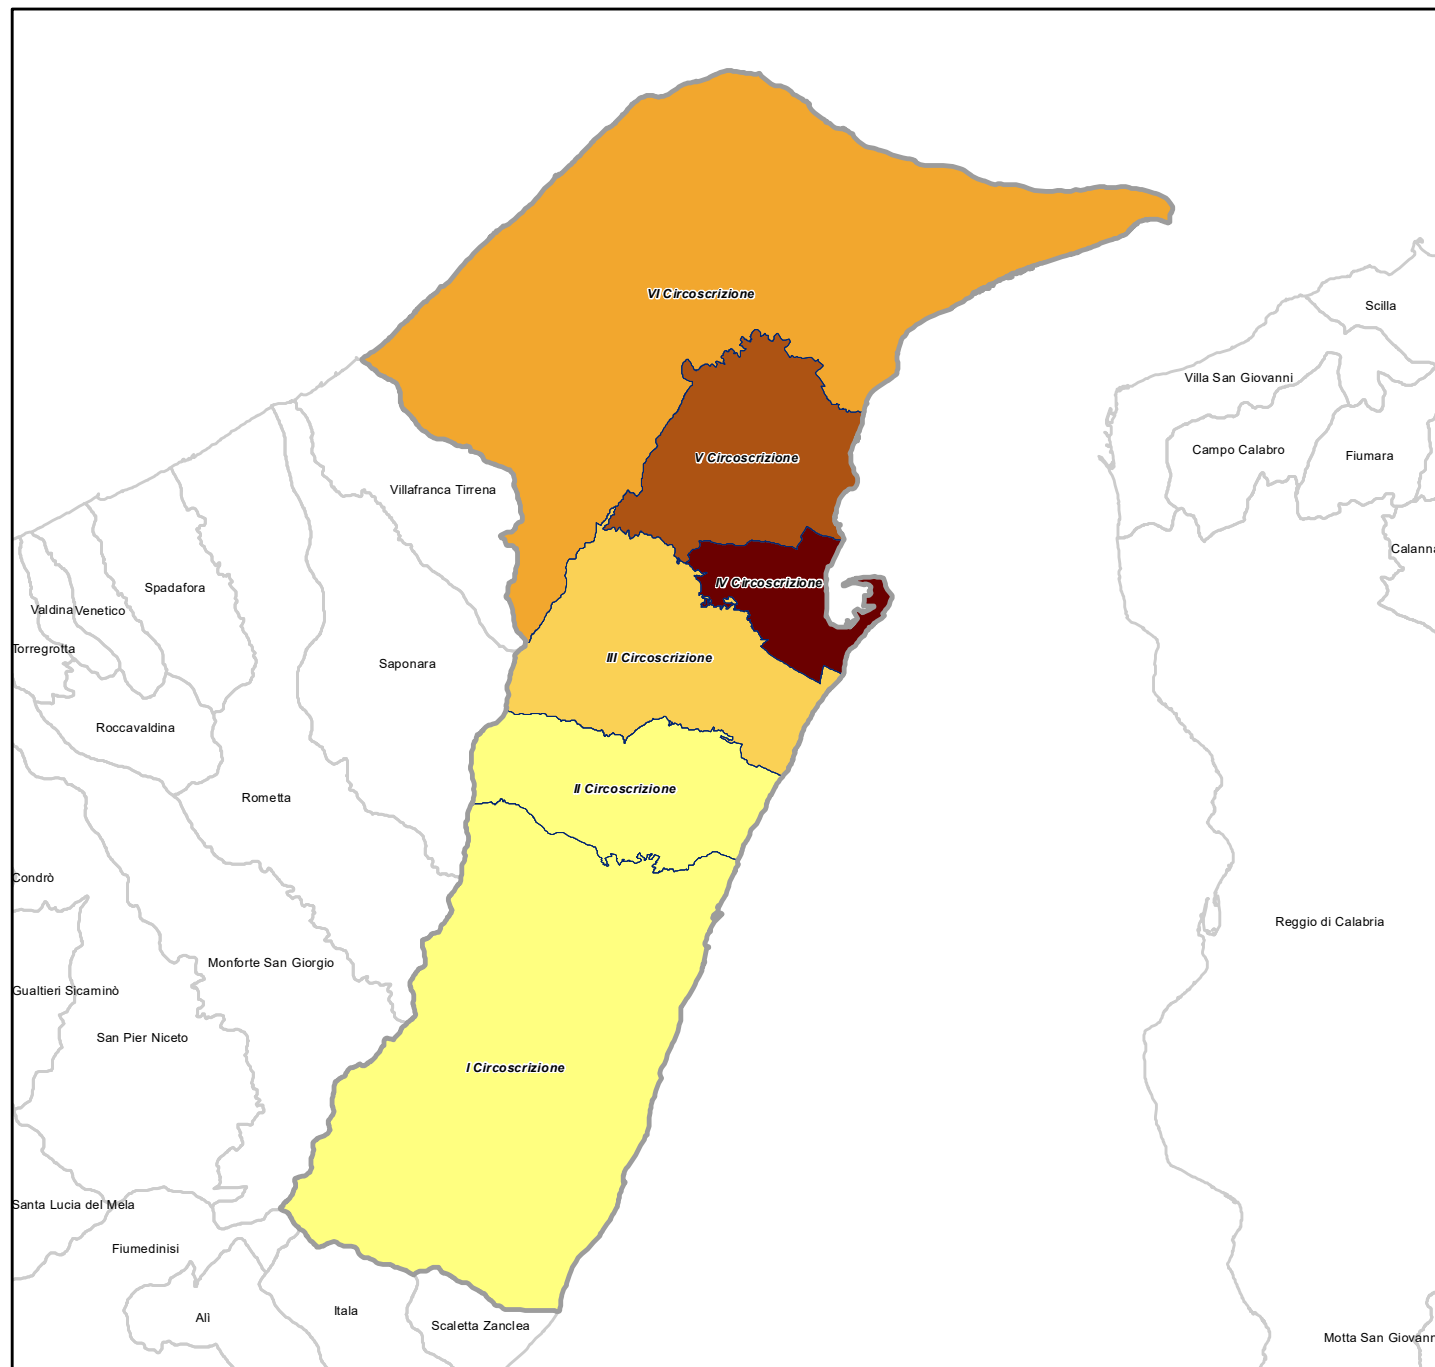 VI Circoscrizione
Scilla
Villa San Giovanni
Campo Calabro
Fiumara
V Circoscrizione
Villafranca Tirrena
Calanna
IV Circoscrizione
Spadafora
Valdina
Venetico
Torregrotta
III Circoscrizione
Saponara
Roccavaldina
II Circoscrizione
Rometta
Condrò
Reggio di Calabria
Monforte San Giorgio
Gualtieri Sicaminò
San Pier Niceto
I Circoscrizione
Santa Lucia del Mela
Fiumedinisi
Itala
Alì
Scaletta Zanclea
Motta San Giovann